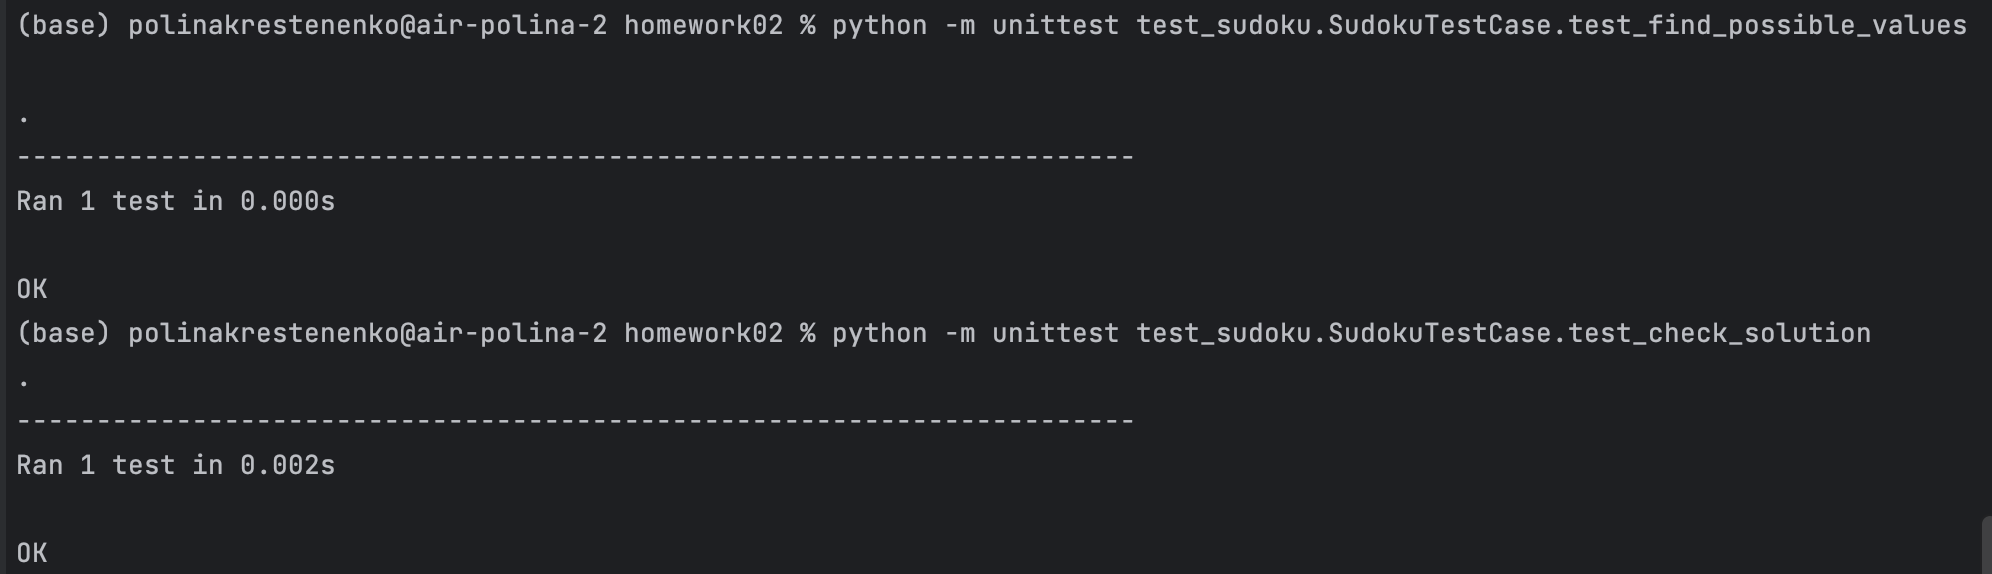 (base) polinakrestenenko@air-polina-2 homework02 % python -m unittest test_sudoku.SudokuTestCase.test_find_possible_values
.
----------------------------------------------------------------------
Ran 1 test in 0.000s
OK
(base) polinakrestenenko@air-polina-2 homework02 % python -m unittest test_sudoku.SudokuTestCase.test_check_solution
.
----------------------------------------------------------------------
Ran 1 test in 0.002s
OK